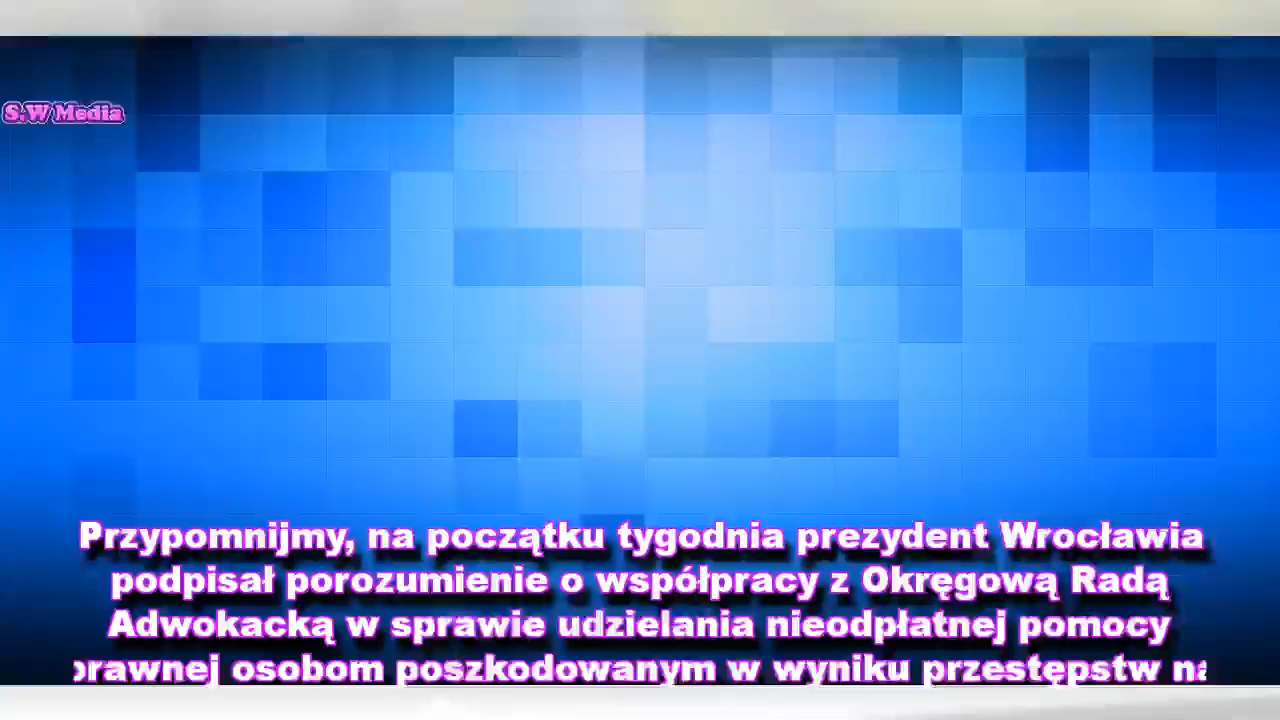 S,W Media
Przypomnijmy, na początku tygodnia prezydent Wrocławia
podpisał porozumienie o współpracy z Okręgową Radą
Adwokacką w sprawie udzielania nieodpłatnej pomocy
prawnej osobom poszkodowanym w wyniku przestępstw na